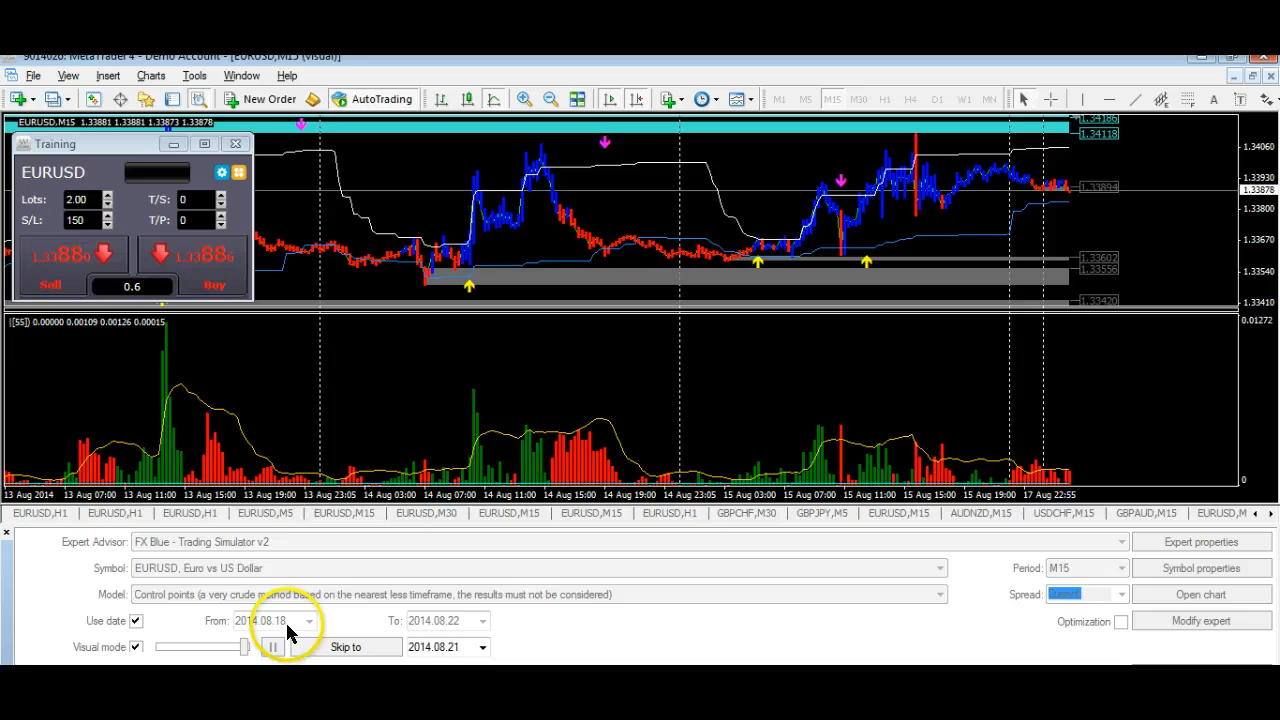 901402b: MetaTrader 4 - Demo Account - [EURUSD,M15 (visual)]
File View Insert Charts Tools Window Help
New Order AutoTrading M1 M5 M15 M30 H1 H4 D1 W1 MN A T
EURUSD,M15 1.33881 1.33881 1.33873 1.33878
1.34186
1.34118
1.34060
1.33930
1.33894
1.33878
1.33800
1.33670
1.33602
1.33556
1.33540
1.33420
1.33410
Training
EURUSD
Lots: 2.00 T/S: 0
S/L: 150 T/P: 0
1.3388 1.33886
Sell 0.6 Buy
([55]) 0.00000 0.00109 0.00126 0.00015
0.01272
0
13 Aug 2014 13 Aug 07:00 13 Aug 11:00 13 Aug 15:00 13 Aug 19:00 13 Aug 23:05 14 Aug 03:00 14 Aug 07:00 14 Aug 11:00 14 Aug 15:00 14 Aug 19:00 14 Aug 23:05 15 Aug 03:00 15 Aug 07:00 15 Aug 11:00 15 Aug 15:00 15 Aug 19:00 17 Aug 22:55
EURUSD,H1 EURUSD,H1 EURUSD,H1 EURUSD,M5 EURUSD,M15 EURUSD,M30 EURUSD,M15 EURUSD,M15 EURUSD,H1 GBPCHF,M30 GBPJPY,M5 EURUSD,M15 AUDNZD,M15 USDCHF,M15 GBPAUD,M15 EURUSD,M
Expert Advisor: FX Blue - Trading Simulator v2 Expert properties
Symbol: EURUSD, Euro vs US Dollar Period: M15 Symbol properties
Model: Control points (a very crude method based on the nearest less timeframe, the results must not be considered) Spread: Current Open chart
Use date From: 2014.08.18 To: 2014.08.22 Optimization Modify expert
Visual mode Skip to 2014.08.21